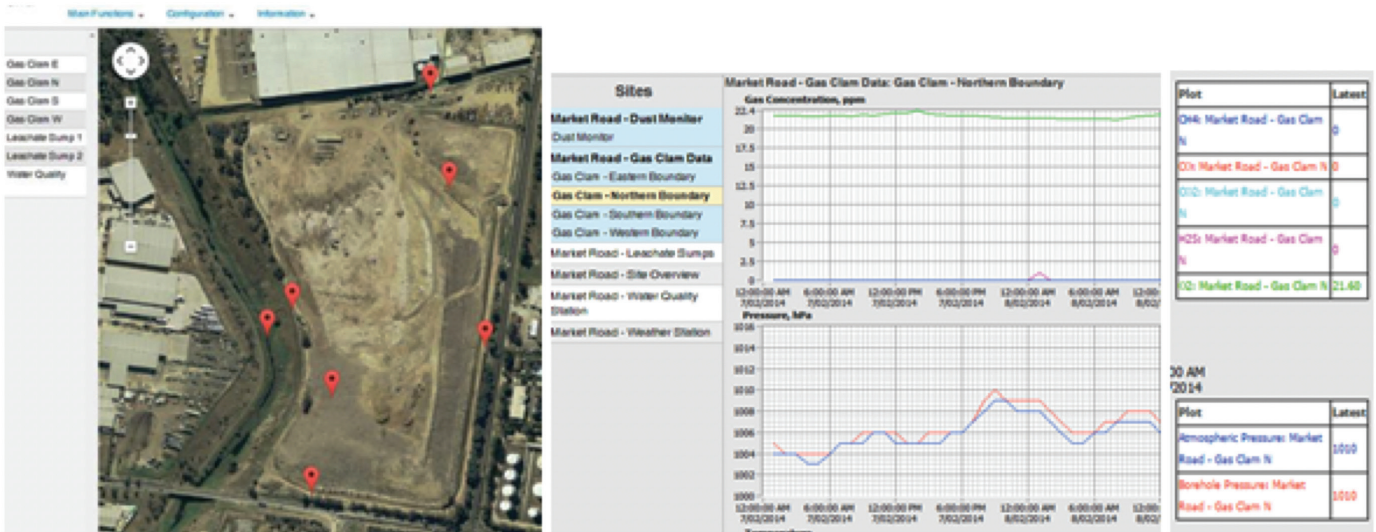 Main Functions
Configuration
Information
Gas Clam E
Gas Clam N
Gas Clam S
Gas Clam W
Leachate Sump 1
Leachate Sump 2
Water Quality
Sites
Market Road - Dust Monitor
Dust Monitor
Market Road - Gas Clam Data
Gas Clam - Eastern Boundary
Gas Clam - Northern Boundary
Gas Clam - Southern Boundary
Gas Clam - Western Boundary
Market Road - Leachate Sumps
Market Road - Site Overview
Market Road - Water Quality
Station
Market Road - Weather Station
Market Road - Gas Clam Data: Gas Clam - Northern Boundary
Gas Concentration, ppm
22.4
20
17.5
15
12.5
10
7.5
5
2.5
0
12:00:00 AM 6:00:00 AM 12:00:00 PM 6:00:00 PM 12:00:00 AM 6:00:00 AM 12:00:
7/02/2014 7/02/2014 7/02/2014 7/02/2014 8/02/2014 8/02/2014 8/02/
Pressure, hPa
1016
1014
1012
1010
1008
1006
1004
1002
1000
12:00:00 AM 6:00:00 AM 12:00:00 PM 6:00:00 PM 12:00:00 AM 6:00:00 AM 12:00:
7/02/2014 7/02/2014 7/02/2014 7/02/2014 8/02/2014 8/02/2014 8/02/
Plot Latest
CH4: Market Road - Gas Clam 0
N
Market Road - Gas Clam N 0
CO2: Market Road - Gas Clam 0
N
H2S: Market Road - Gas Clam 0
N
O2: Market Road - Gas Clam N 21.60
00 AM
/2014
Plot Latest
Atmospheric Pressure: Market 1010
Road - Gas Clam N
Borehole Pressure: Market 1010
Road - Gas Clam N